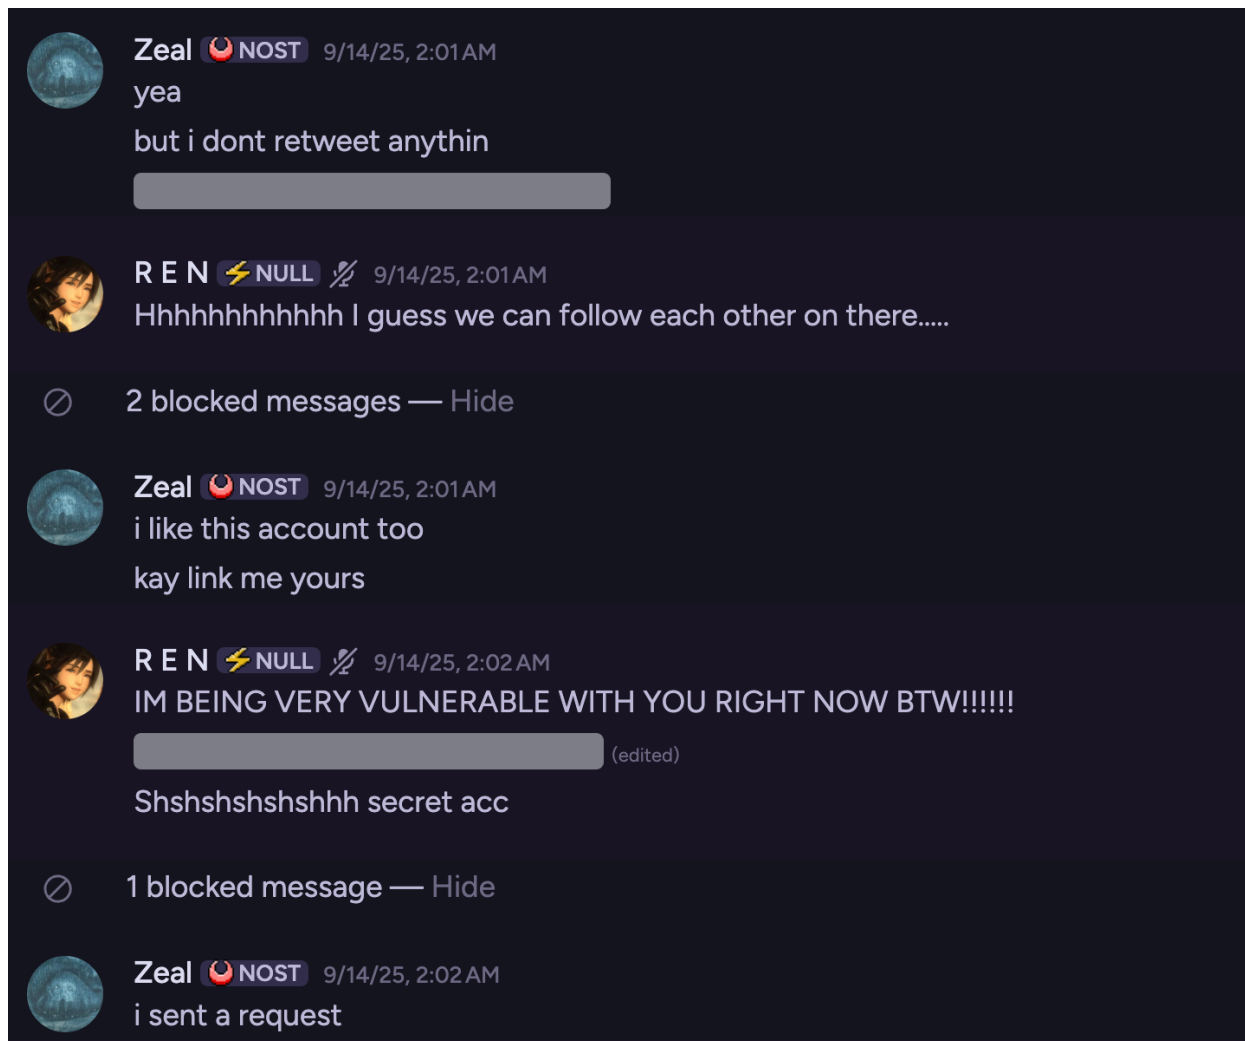 Zeal NOST 9/14/25, 2:01 AM
yea
but i dont retweet anythin
R E N NULL 9/14/25, 2:01 AM
Hhhhhhhhhhhh I guess we can follow each other on there.....
2 blocked messages — Hide
Zeal NOST 9/14/25, 2:01 AM
i like this account too
kay link me yours
R E N NULL 9/14/25, 2:02 AM
IM BEING VERY VULNERABLE WITH YOU RIGHT NOW BTW!!!!!!
(edited)
Shshshshshshhh secret acc
1 blocked message — Hide
Zeal NOST 9/14/25, 2:02 AM
i sent a request